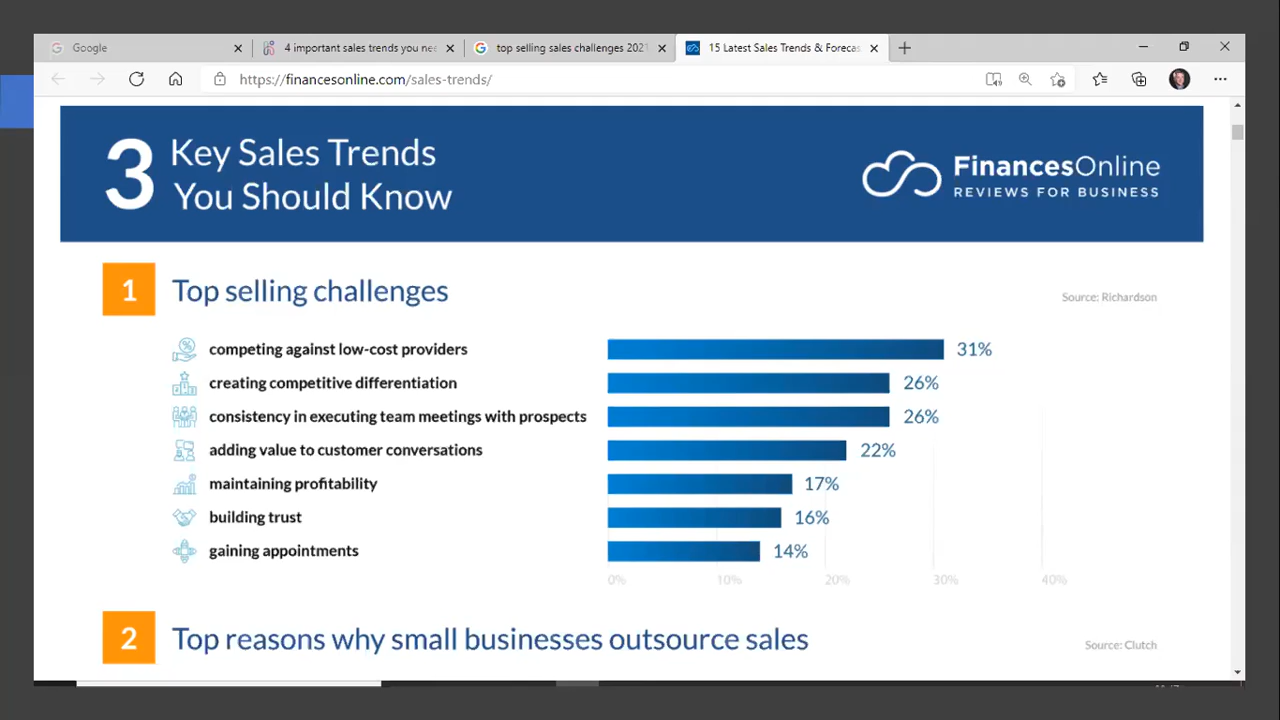 Google
4 important sales trends you nee
top selling sales challenges 2021
15 Latest Sales Trends & Forecas
https://financesonline.com/sales-trends/
3 Key Sales Trends
You Should Know
FinancesOnline
REVIEWS FOR BUSINESS
1 Top selling challenges
Source: Richardson
competing against low-cost providers 31%
creating competitive differentiation 26%
consistency in executing team meetings with prospects 26%
adding value to customer conversations 22%
maintaining profitability 17%
building trust 16%
gaining appointments 14%
0% 10% 20% 30% 40%
2 Top reasons why small businesses outsource sales
Source: Clutch